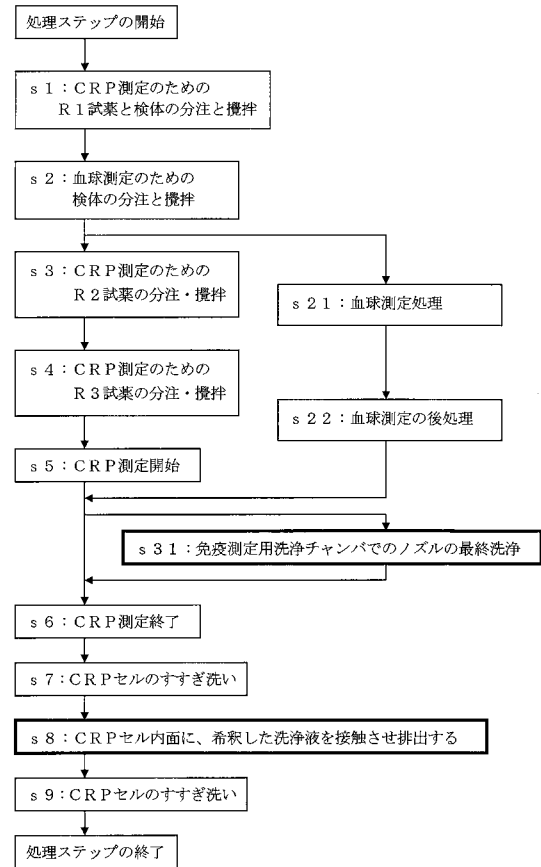 処理ステップの開始
s1:CRP測定のための
R1試薬と検体の分注と攪拌
s2:血球測定のための
検体の分注と攪拌
s3:CRP測定のための
R2試薬の分注・攪拌
s21:血球測定処理
s4:CRP測定のための
R3試薬の分注・攪拌
s22:血球測定の後処理
s5:CRP測定開始
s31:免疫測定用洗浄チャンバでのノズルの最終洗浄
s6:CRP測定終了
s7:CRPセルのすすぎ洗い
s8:CRPセル内面に、希釈した洗浄液を接触させ排出する
s9:CRPセルのすすぎ洗い
処理ステップの終了